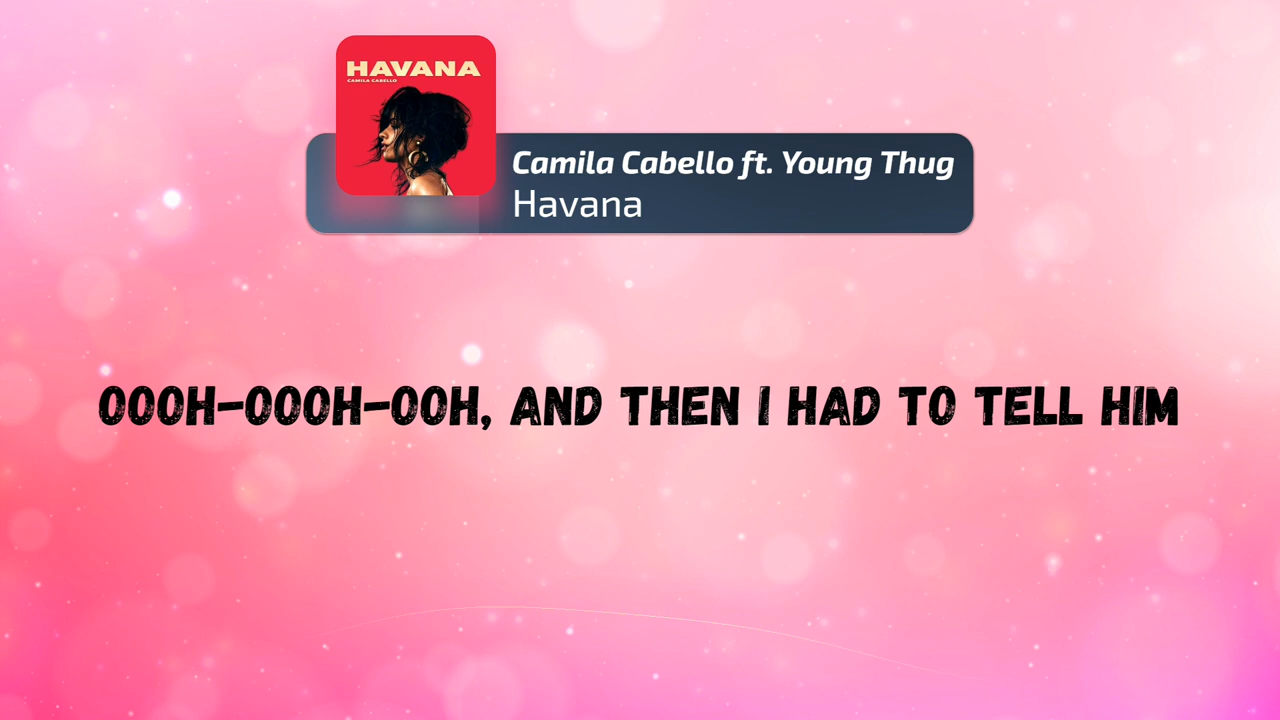 HAVANA
CAMILA CABELLO
Camila Cabello ft. Young Thug
Havana
OOOH-OOOH-OOH, AND THEN I HAD TO TELL HIM